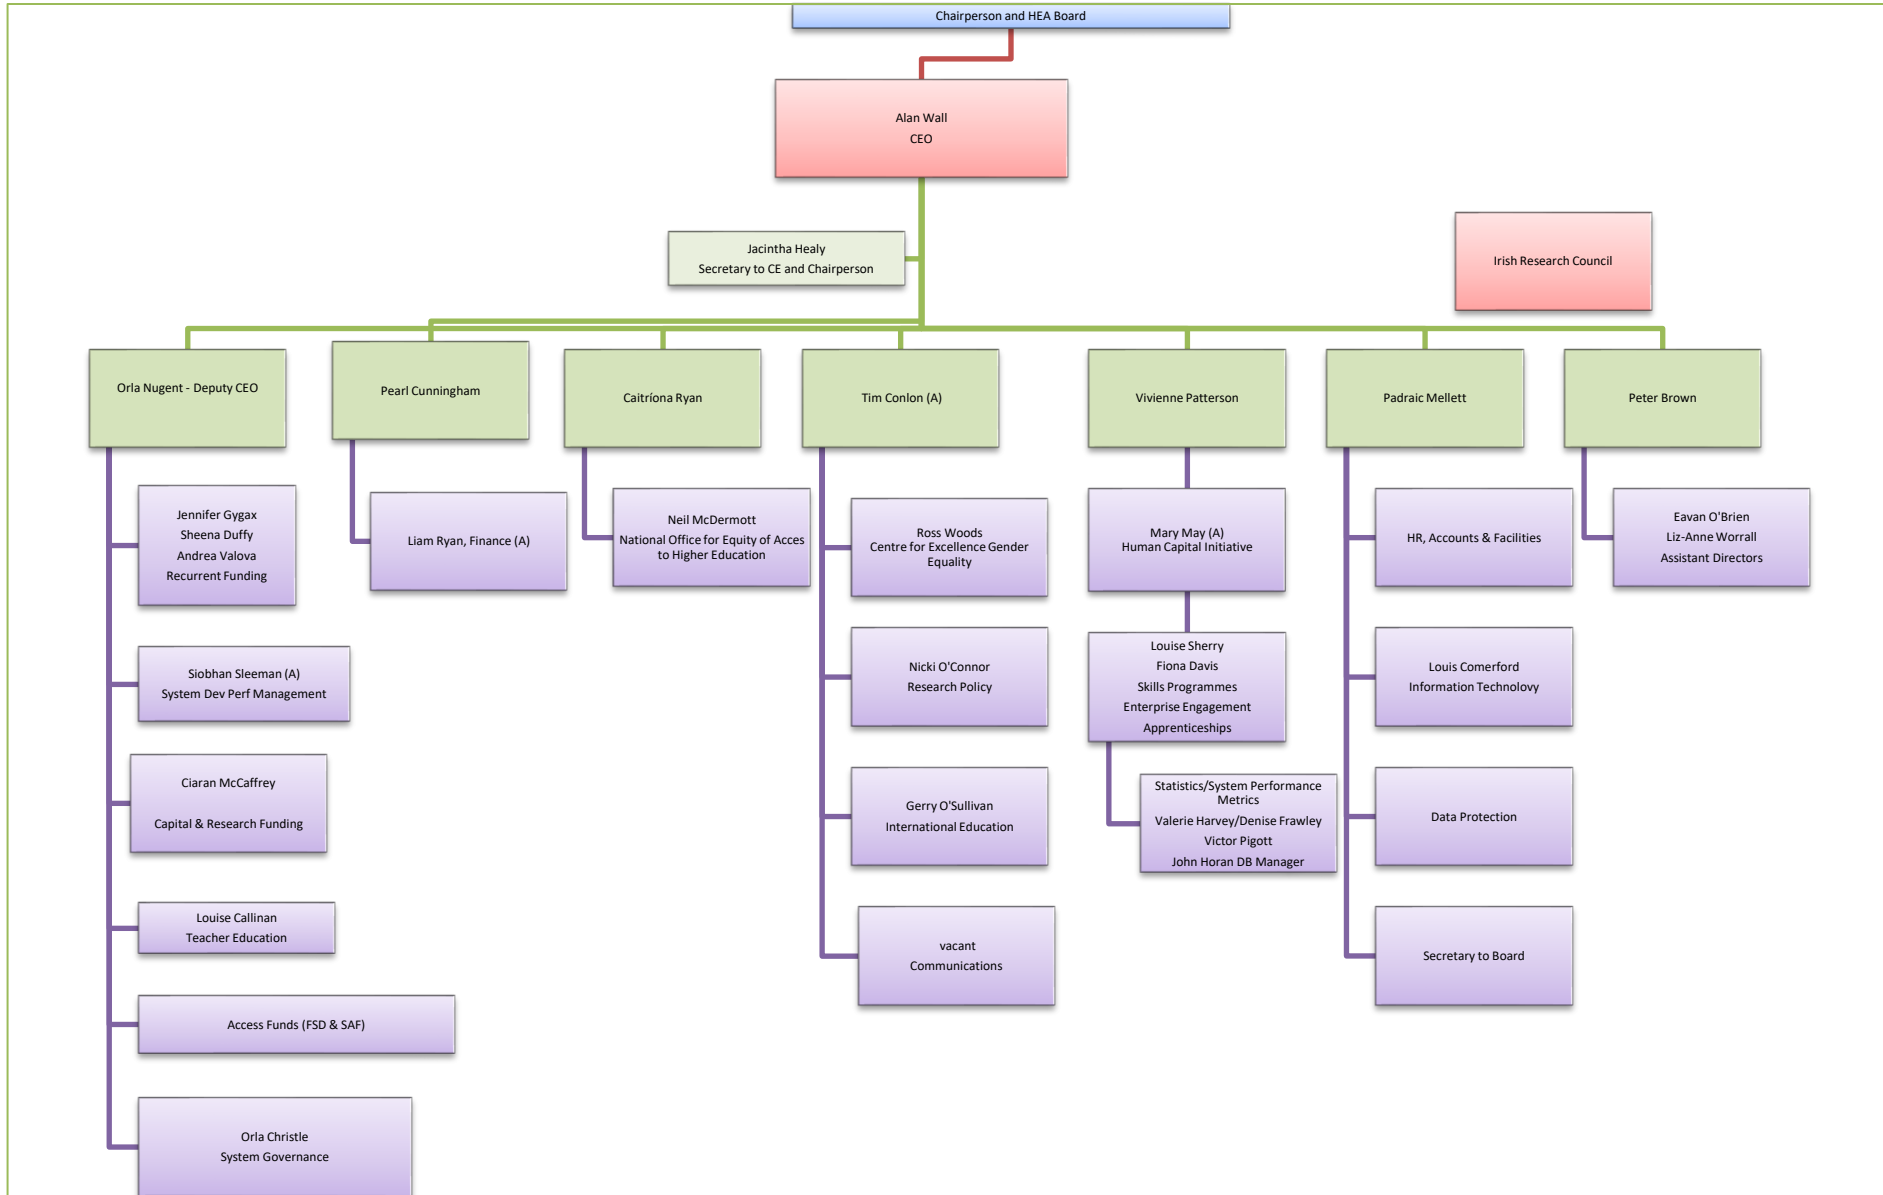 Chairperson and HEA Board
Alan Wall
CEO
Jacintha Healy
Secretary to CE and Chairperson
Irish Research Council
Orla Nugent - Deputy CEO
Pearl Cunningham
Caitríona Ryan
Tim Conlon (A)
Vivienne Patterson
Padraic Mellett
Peter Brown
Jennifer Gygax
Sheena Duffy
Andrea Valova
Recurrent Funding
Siobhan Sleeman (A)
System Dev Perf Management
Ciaran McCaffrey
Capital & Research Funding
Louise Callinan
Teacher Education
Access Funds (FSD & SAF)
Orla Christle
System Governance
Liam Ryan, Finance (A)
Neil McDermott
National Office for Equity of Acces
to Higher Education
Ross Woods
Centre for Excellence Gender
Equality
Nicki O'Connor
Research Policy
Gerry O'Sullivan
International Education
vacant
Communications
Mary May (A)
Human Capital Initiative
Louise Sherry
Fiona Davis
Skills Programmes
Enterprise Engagement
Apprenticeships
Statistics/System Performance
Metrics
Valerie Harvey/Denise Frawley
Victor Pigott
John Horan DB Manager
HR, Accounts & Facilities
Louis Comerford
Information Technolovy
Data Protection
Secretary to Board
Eavan O'Brien
Liz-Anne Worrall
Assistant Directors